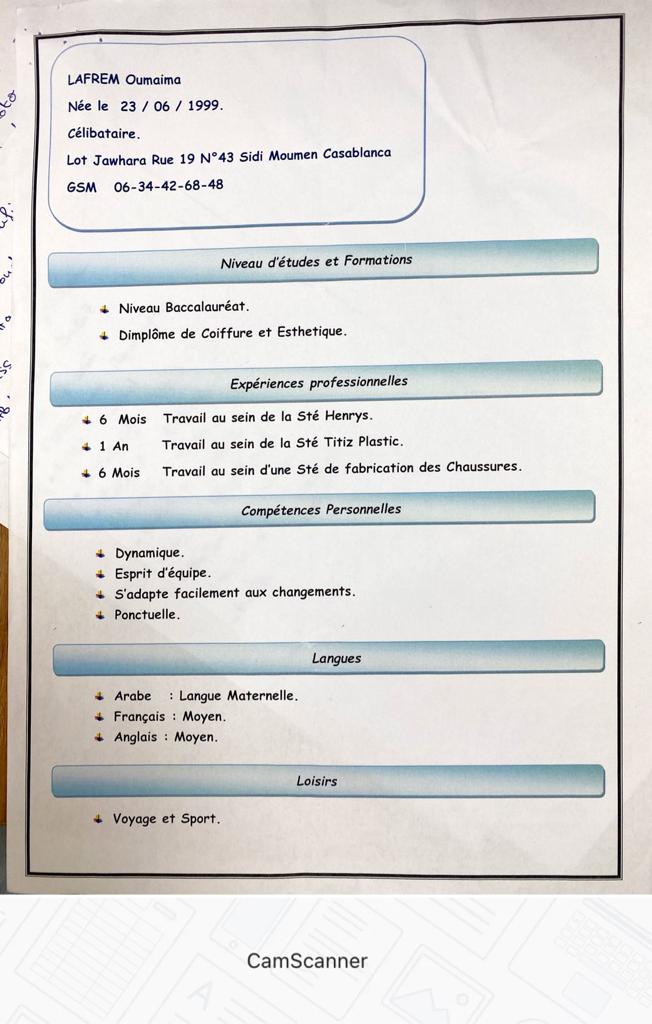 LAFREM Oumaima
Née le 23 / 06 / 1999.
Célibataire.
Lot Jawhara Rue 19 N°43 Sidi Moumen Casablanca
GSM 06-34-42-68-48
Niveau d'études et Formations
Niveau Baccalauréat.
Dimplôme de Coiffure et Esthetique.
Expériences professionnelles
6 Mois Travail au sein de la Sté Henrys.
1 An Travail au sein de la Sté Titiz Plastic.
6 Mois Travail au sein d'une Sté de fabrication des Chaussures.
Compétences Personnelles
Dynamique.
Esprit d'équipe.
S'adapte facilement aux changements.
Ponctuelle.
Langues
Arabe : Langue Maternelle.
Français : Moyen.
Anglais : Moyen.
Loisirs
Voyage et Sport.
CamScanner